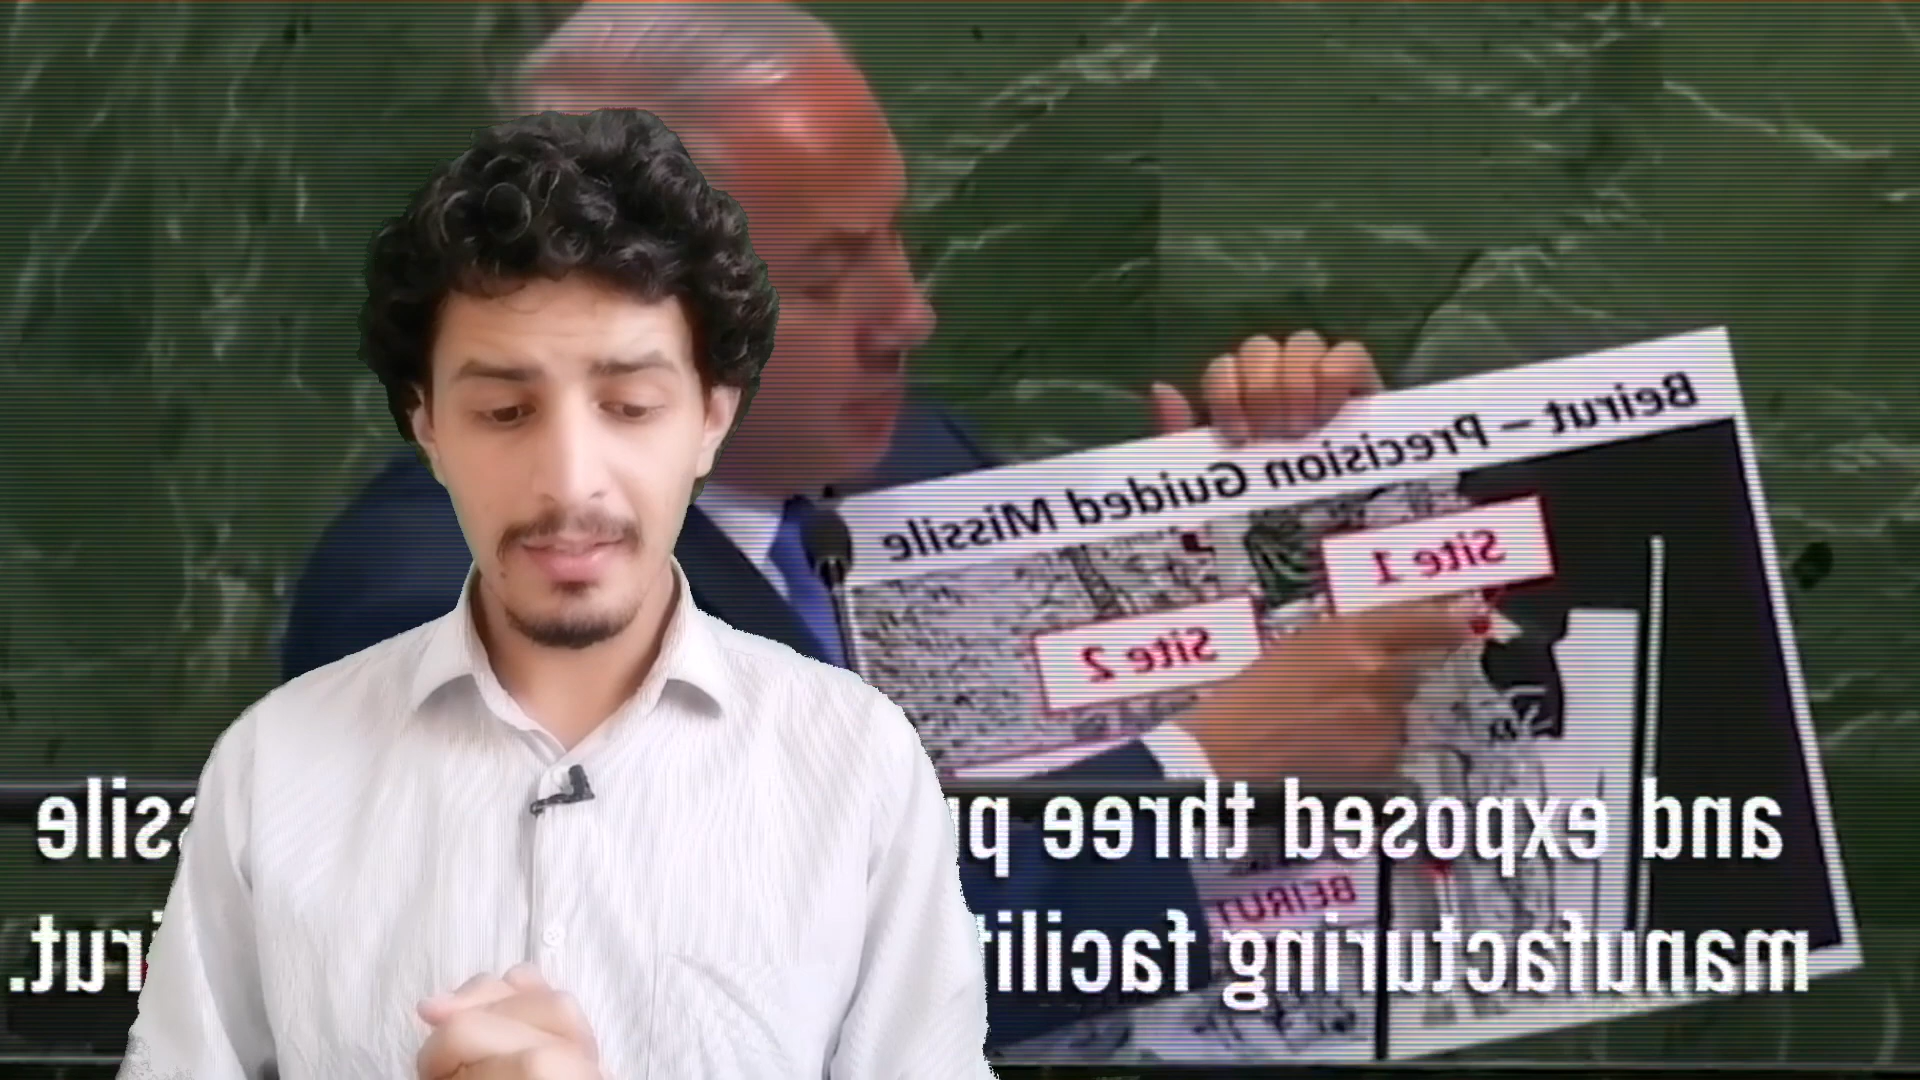 Beirut – Precision Guided Missile
Site 1
Site 2
BEIRUT
and exposed three
manufacturing